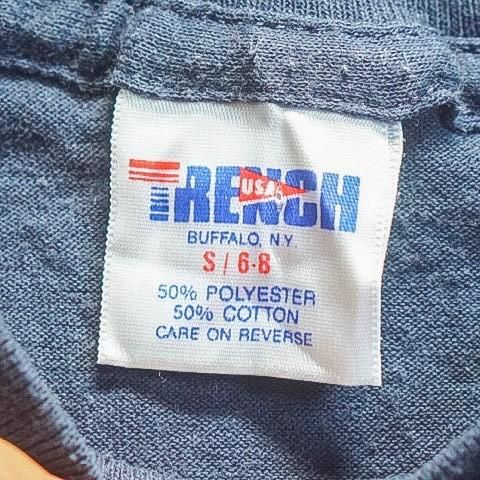 TRENCH
USA
BUFFALO, N.Y.
S / 6-8
50% POLYESTER
50% COTTON
CARE ON REVERSE